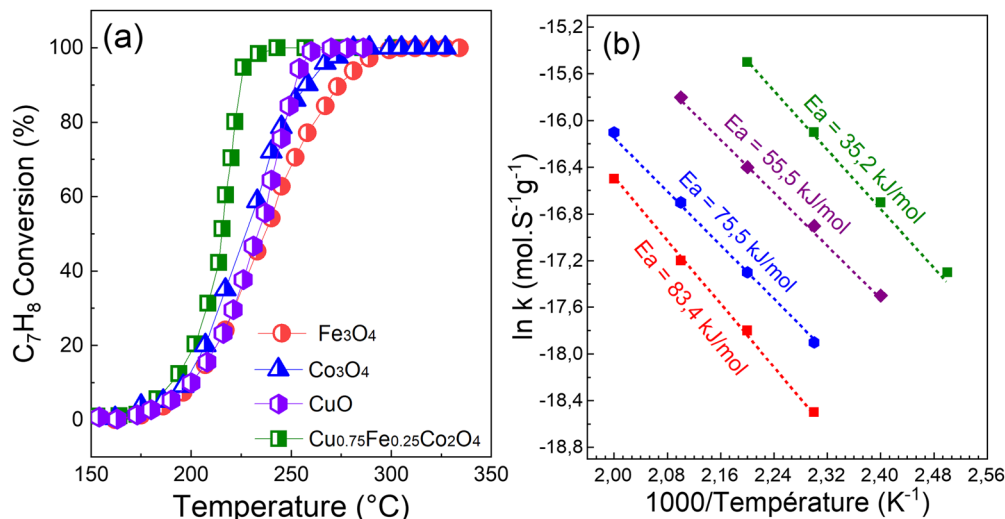 (a)
C₇H₈ Conversion (%)
100
80
60
40
20
0
150
200
250
300
350
Temperature (°C)
Fe₃O₄
Co₃O₄
CuO
Cu₀.₇₅Fe₀.₂₅Co₂O₄
(b)
ln k (mol.S⁻¹g⁻¹)
-15,2
-15,6
-16,0
-16,4
-16,8
-17,2
-17,6
-18,0
-18,4
-18,8
2,00
2,08
2,16
2,24
2,32
2,40
2,48
1000/Température (K⁻¹)
Ea = 35,2 kJ/mol
Ea = 55,5 kJ/mol
Ea = 75,5 kJ/mol
Ea = 83,4 kJ/mol